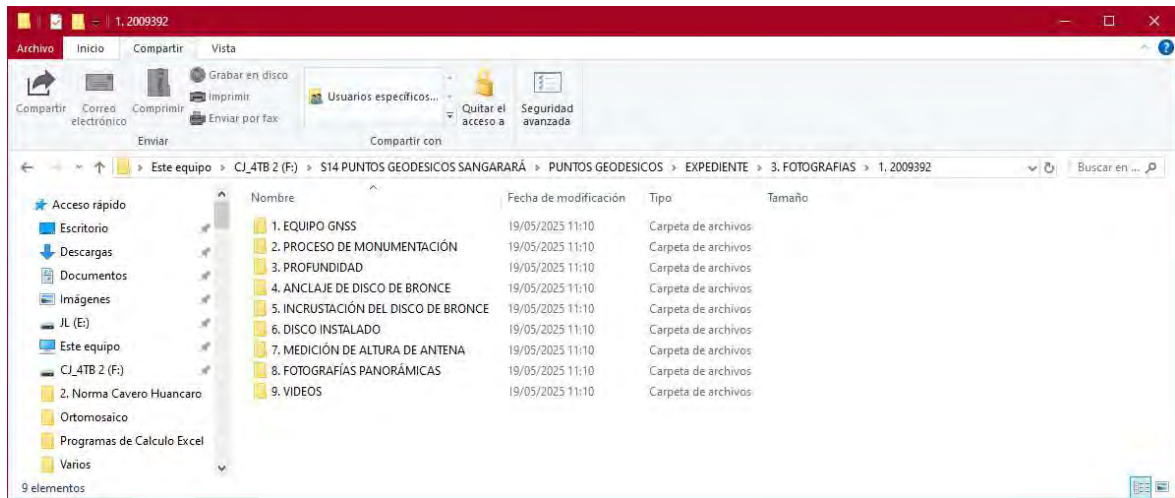 1. 2009392
Archivo Inicio Compartir Vista
Compartir
Correo electrónico
Comprimir
Grabar en disco
Imprimir
Enviar por fax
Enviar
Usuarios específicos...
Compartir con
Quitar el acceso a
Seguridad avanzada
Este equipo > CJ_4TB 2 (F:) > S14 PUNTOS GEODESICOS SANGARARÁ > PUNTOS GEODESICOS > EXPEDIENTE > 3. FOTOGRAFIAS > 1. 2009392
Buscar en ...
Acceso rápido
Escritorio
Descargas
Documentos
Imágenes
JL (E:)
Este equipo
CJ_4TB 2 (F:)
2. Norma Cavero Huancaro
Ortomosaico
Programas de Calculo Excel
Varios
Nombre Fecha de modificación Tipo Tamaño
1. EQUIPO GNSS 19/05/2025 11:10 Carpeta de archivos
2. PROCESO DE MONUMENTACIÓN 19/05/2025 11:10 Carpeta de archivos
3. PROFUNDIDAD 19/05/2025 11:10 Carpeta de archivos
4. ANCLAJE DE DISCO DE BRONCE 19/05/2025 11:10 Carpeta de archivos
5. INCRUSTACIÓN DEL DISCO DE BRONCE 19/05/2025 11:10 Carpeta de archivos
6. DISCO INSTALADO 19/05/2025 11:10 Carpeta de archivos
7. MEDICIÓN DE ALTURA DE ANTENA 19/05/2025 11:10 Carpeta de archivos
8. FOTOGRAFÍAS PANORÁMICAS 19/05/2025 11:10 Carpeta de archivos
9. VIDEOS 19/05/2025 11:10 Carpeta de archivos
9 elementos